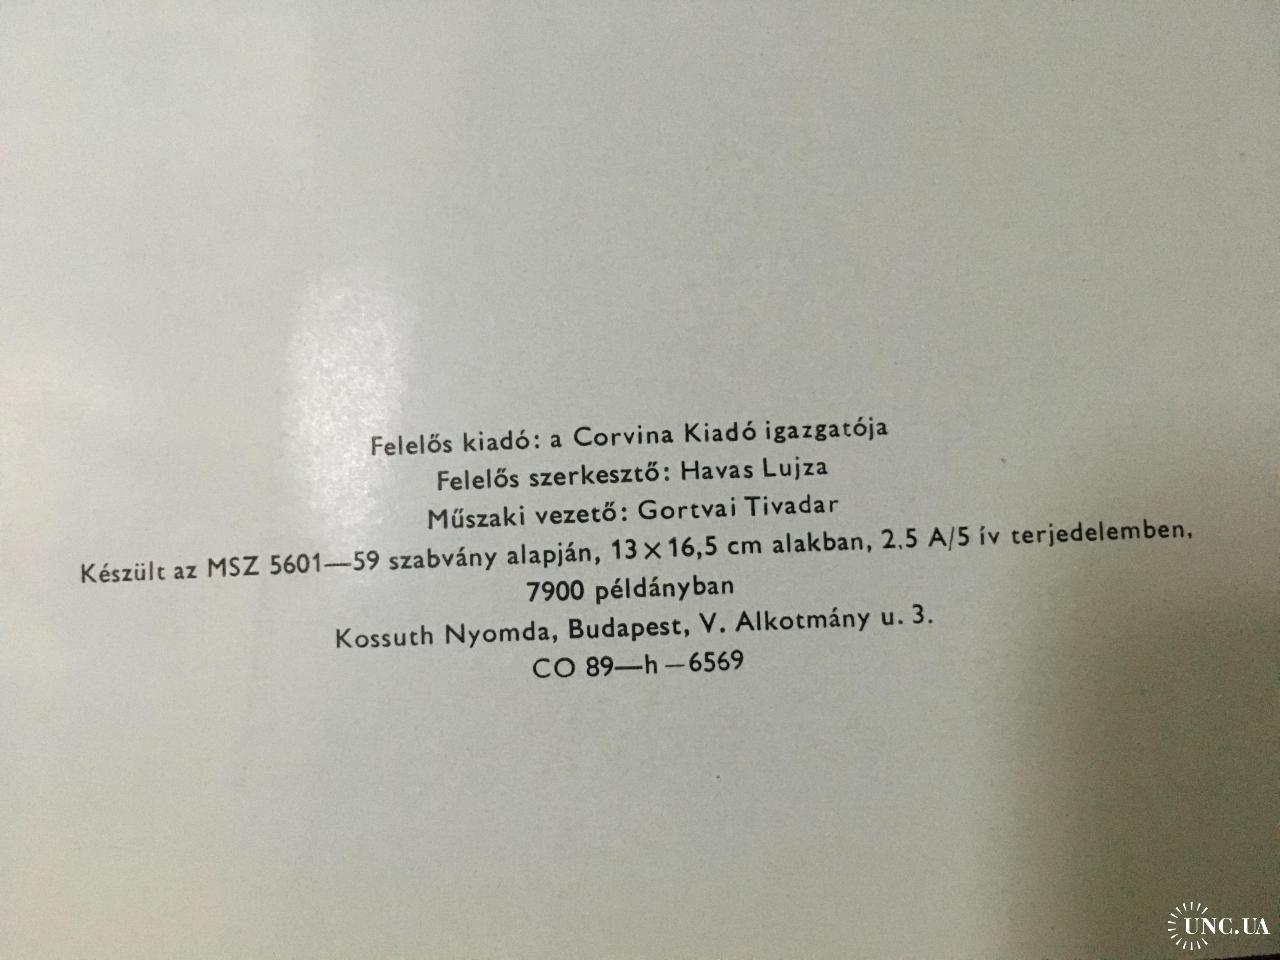 Felelős kiadó: a Corvina Kiadó igazgatója
Felelős szerkesztő: Havas Lujza
Műszaki vezető: Gortvai Tivadar
Készült az MSZ 5601—59 szabvány alapján, 13 × 16,5 cm alakban, 2,5 A/5 ív terjedelemben,
7900 példányban
Kossuth Nyomda, Budapest, V. Alkotmány u. 3.
CO 89—h—6569
UNC.UA